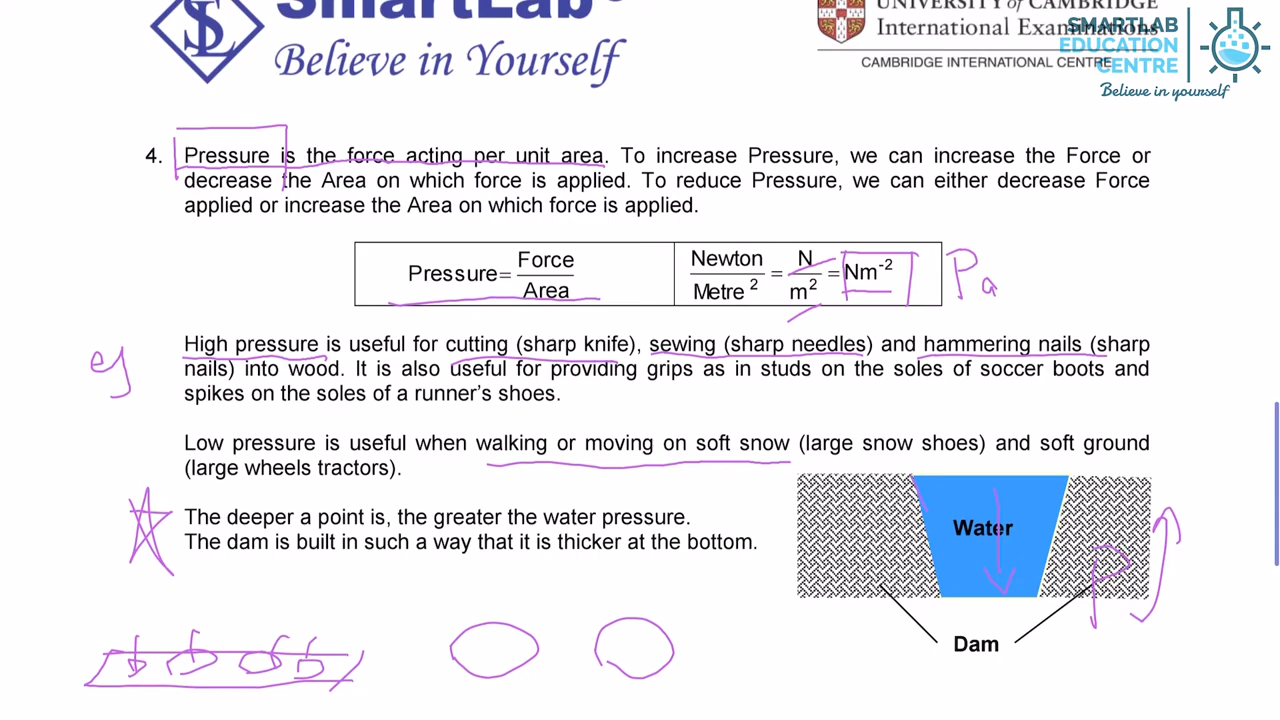 SmartLab
Believe in Yourself
UNIVERSITY of CAMBRIDGE
International Examinations
CAMBRIDGE INTERNATIONAL CENTRE
SMARTLAB
EDUCATION
CENTRE
Believe in yourself
4. Pressure is the force acting per unit area. To increase Pressure, we can increase the Force or
decrease the Area on which force is applied. To reduce Pressure, we can either decrease Force
applied or increase the Area on which force is applied.
Pressure = Force / Area
Newton / Metre 2 = N / m2 = Nm-2
Pa
High pressure is useful for cutting (sharp knife), sewing (sharp needles) and hammering nails (sharp
eg
nails) into wood. It is also useful for providing grips as in studs on the soles of soccer boots and
spikes on the soles of a runner's shoes.
Low pressure is useful when walking or moving on soft snow (large snow shoes) and soft ground
(large wheels tractors).
The deeper a point is, the greater the water pressure.
The dam is built in such a way that it is thicker at the bottom.
Water
P
Dam